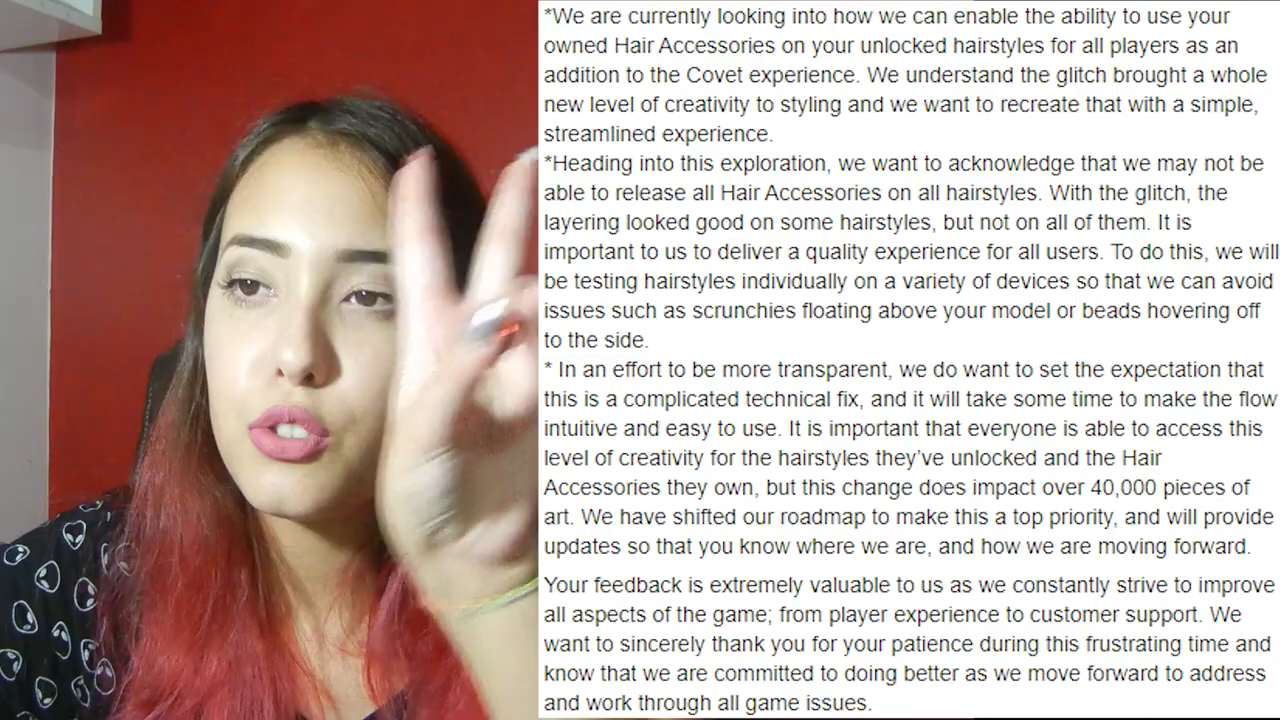 *We are currently looking into how we can enable the ability to use your
owned Hair Accessories on your unlocked hairstyles for all players as an
addition to the Covet experience. We understand the glitch brought a whole
new level of creativity to styling and we want to recreate that with a simple,
streamlined experience.
*Heading into this exploration, we want to acknowledge that we may not be
able to release all Hair Accessories on all hairstyles. With the glitch, the
layering looked good on some hairstyles, but not on all of them. It is
important to us to deliver a quality experience for all users. To do this, we will
be testing hairstyles individually on a variety of devices so that we can avoid
issues such as scrunchies floating above your model or beads hovering off
to the side.
* In an effort to be more transparent, we do want to set the expectation that
this is a complicated technical fix, and it will take some time to make the flow
intuitive and easy to use. It is important that everyone is able to access this
level of creativity for the hairstyles they've unlocked and the Hair
Accessories they own, but this change does impact over 40,000 pieces of
art. We have shifted our roadmap to make this a top priority, and will provide
updates so that you know where we are, and how we are moving forward.
Your feedback is extremely valuable to us as we constantly strive to improve
all aspects of the game; from player experience to customer support. We
want to sincerely thank you for your patience during this frustrating time and
know that we are committed to doing better as we move forward to address
and work through all game issues.